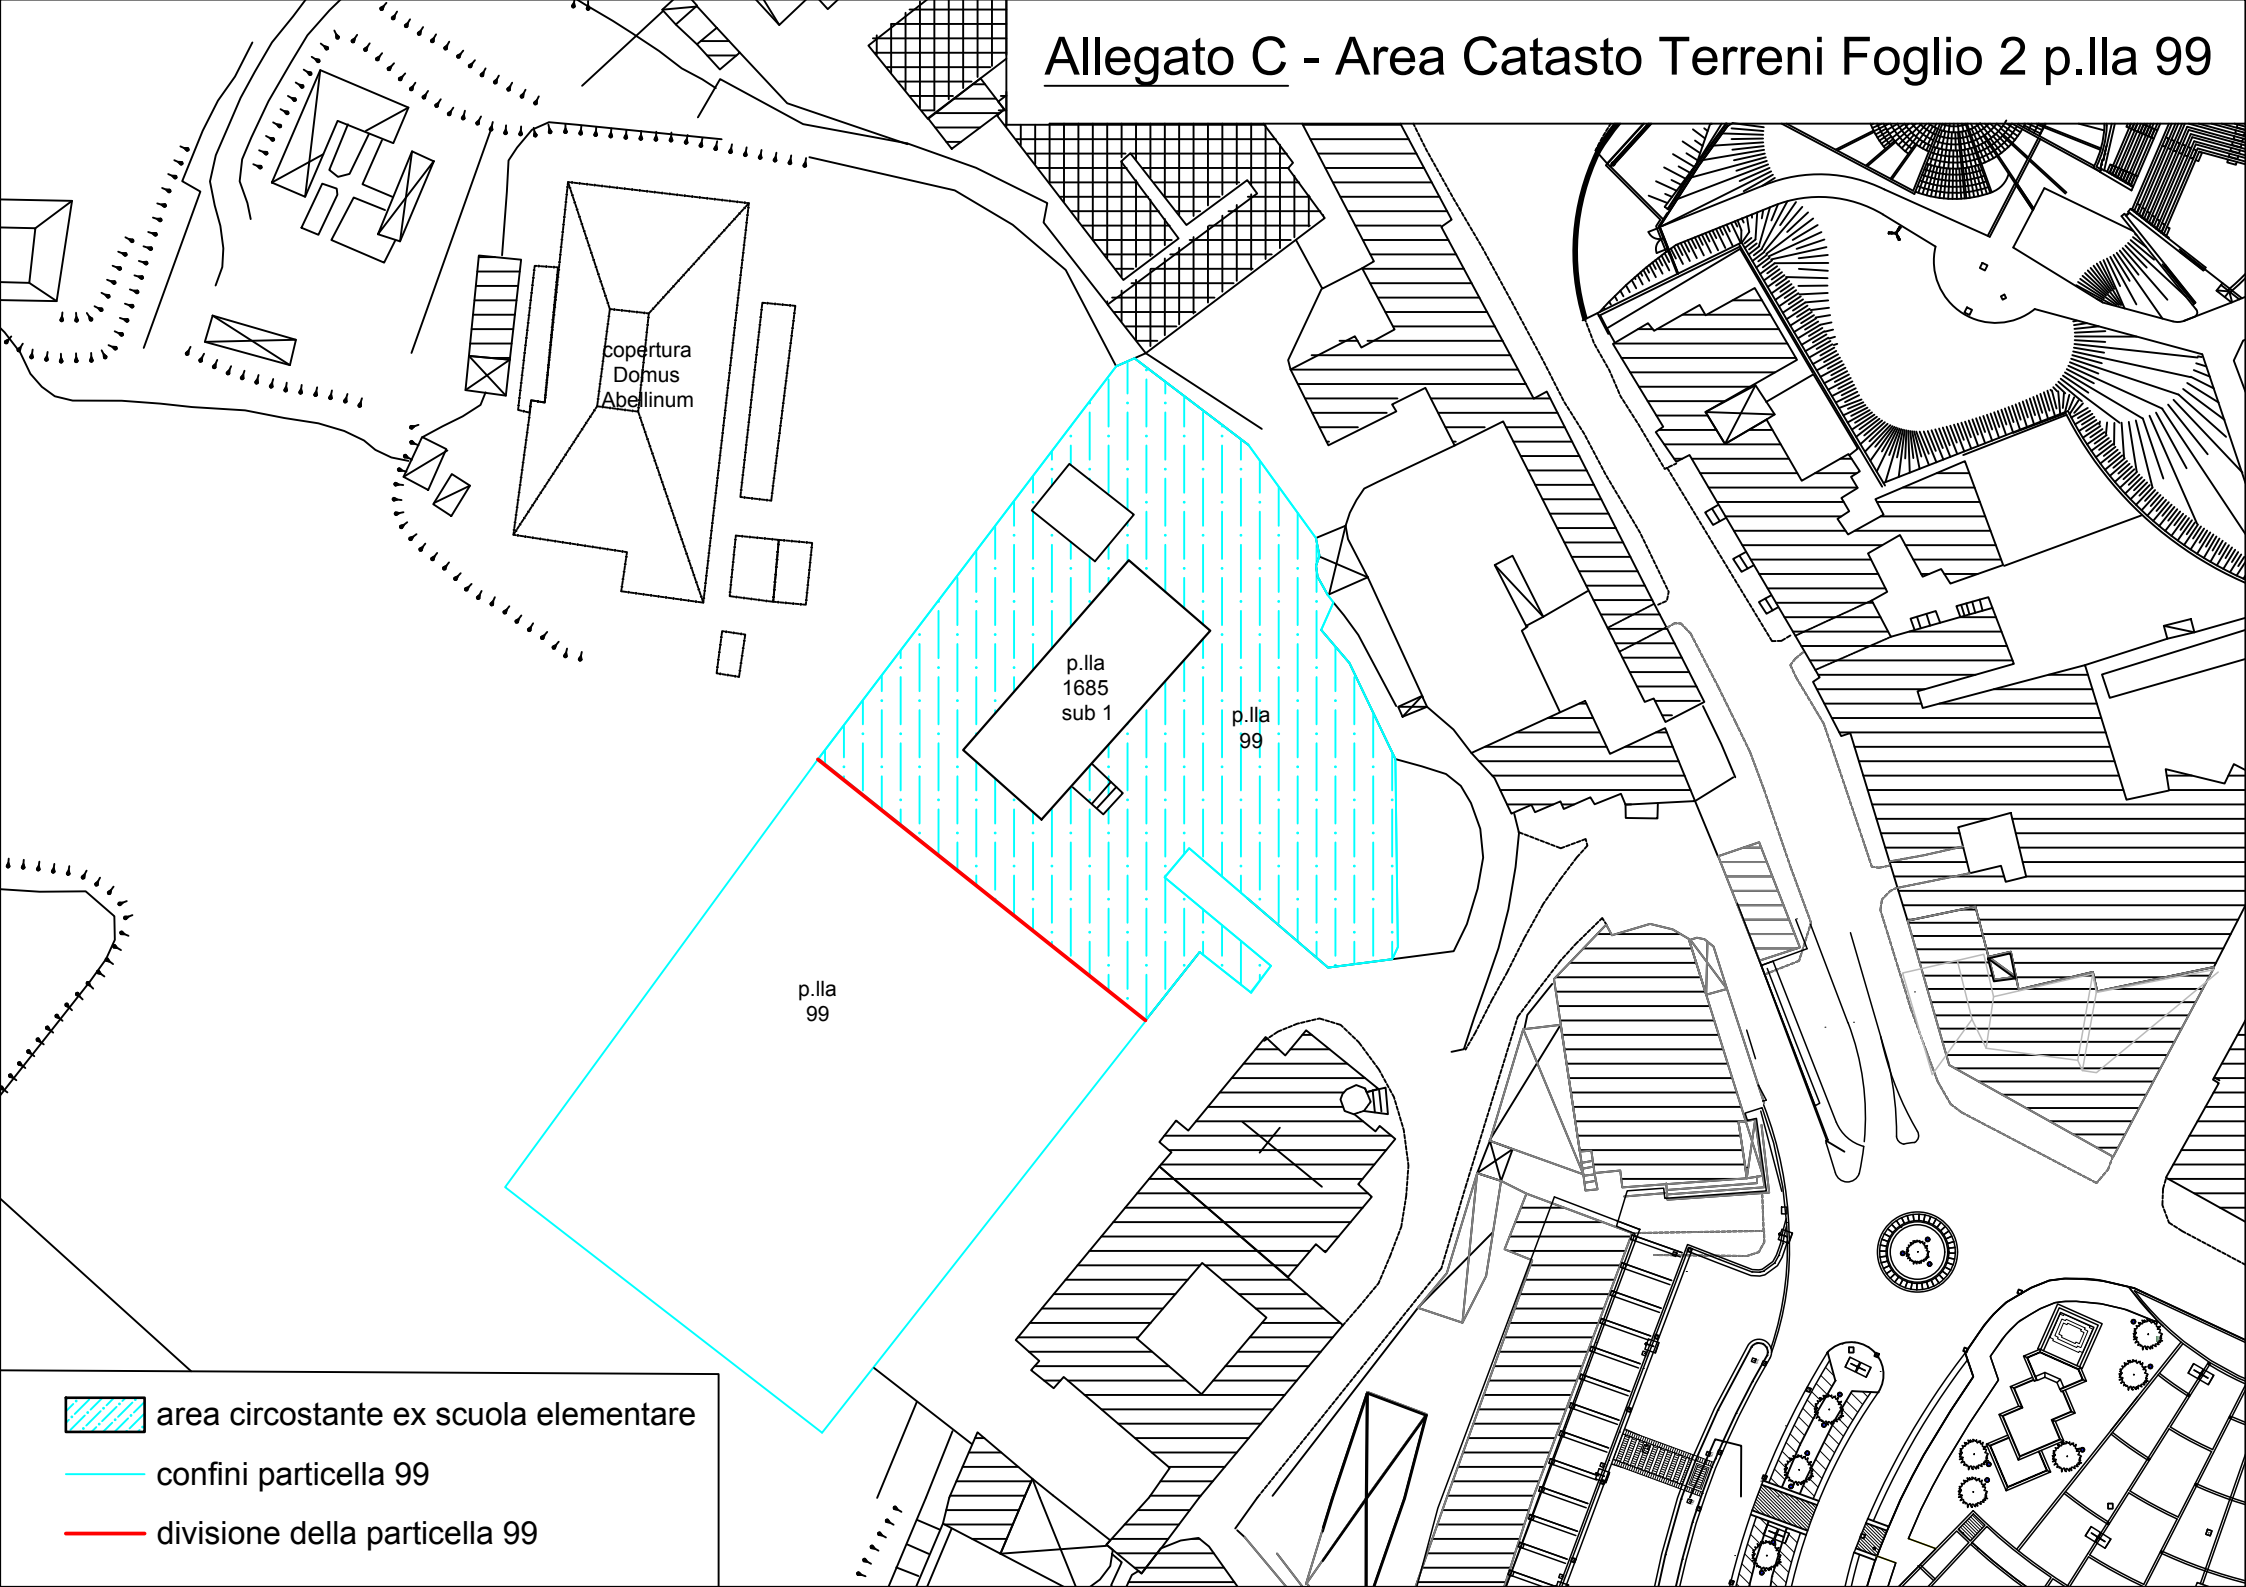 Allegato C - Area Catasto Terreni Foglio 2 p.lla 99
copertura
Domus
Abellinum
p.lla
1685
sub 1
p.lla
99
p.lla
99
area circostante ex scuola elementare
confini particella 99
divisione della particella 99